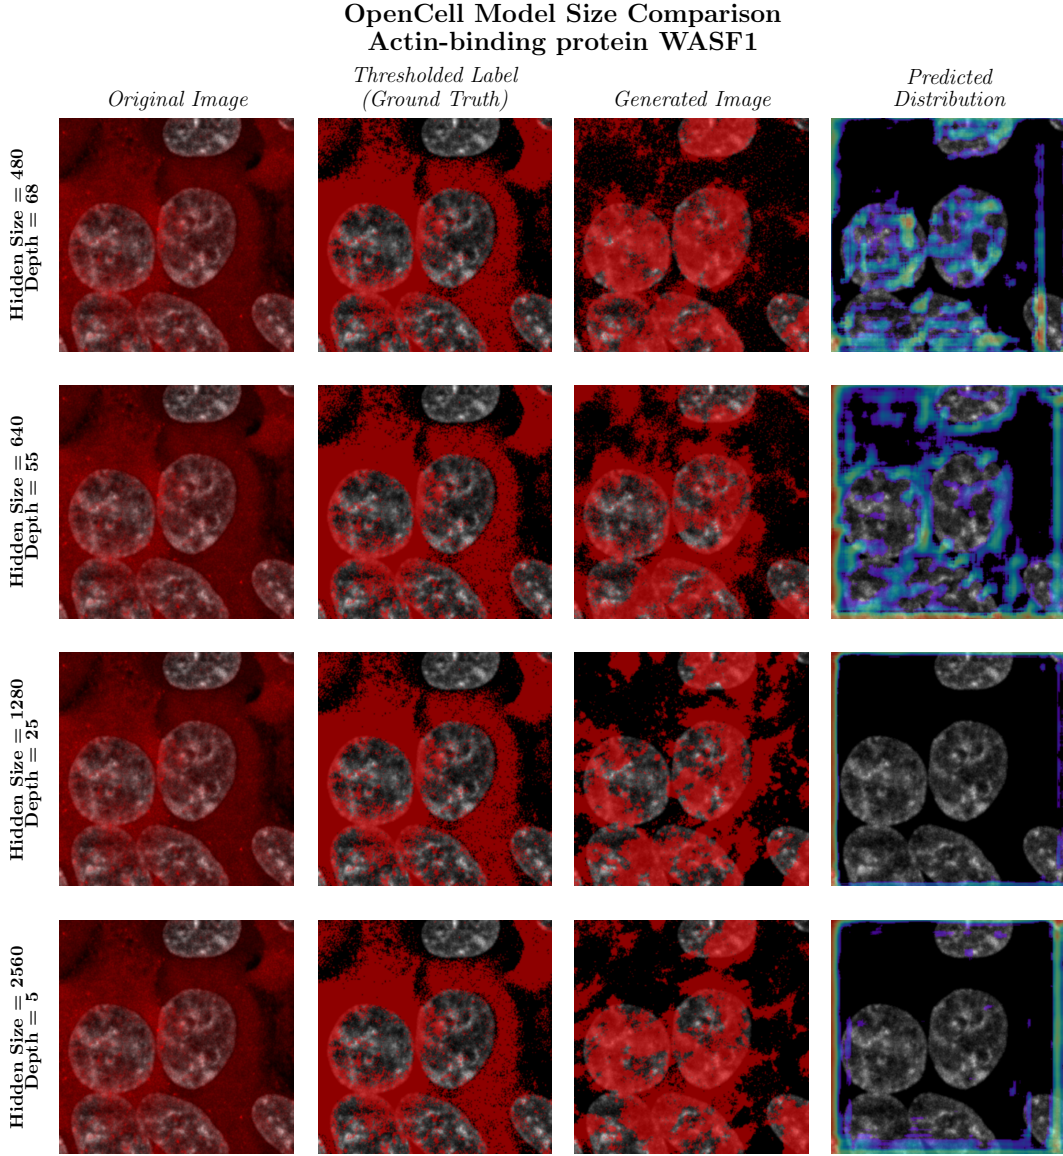 OpenCell Model Size Comparison
Actin-binding protein WASF1
Original Image
Thresholded Label
(Ground Truth)
Generated Image
Predicted
Distribution
Hidden Size = 480
Depth = 68
Hidden Size = 640
Depth = 55
Hidden Size = 1280
Depth = 25
Hidden Size = 2560
Depth = 5